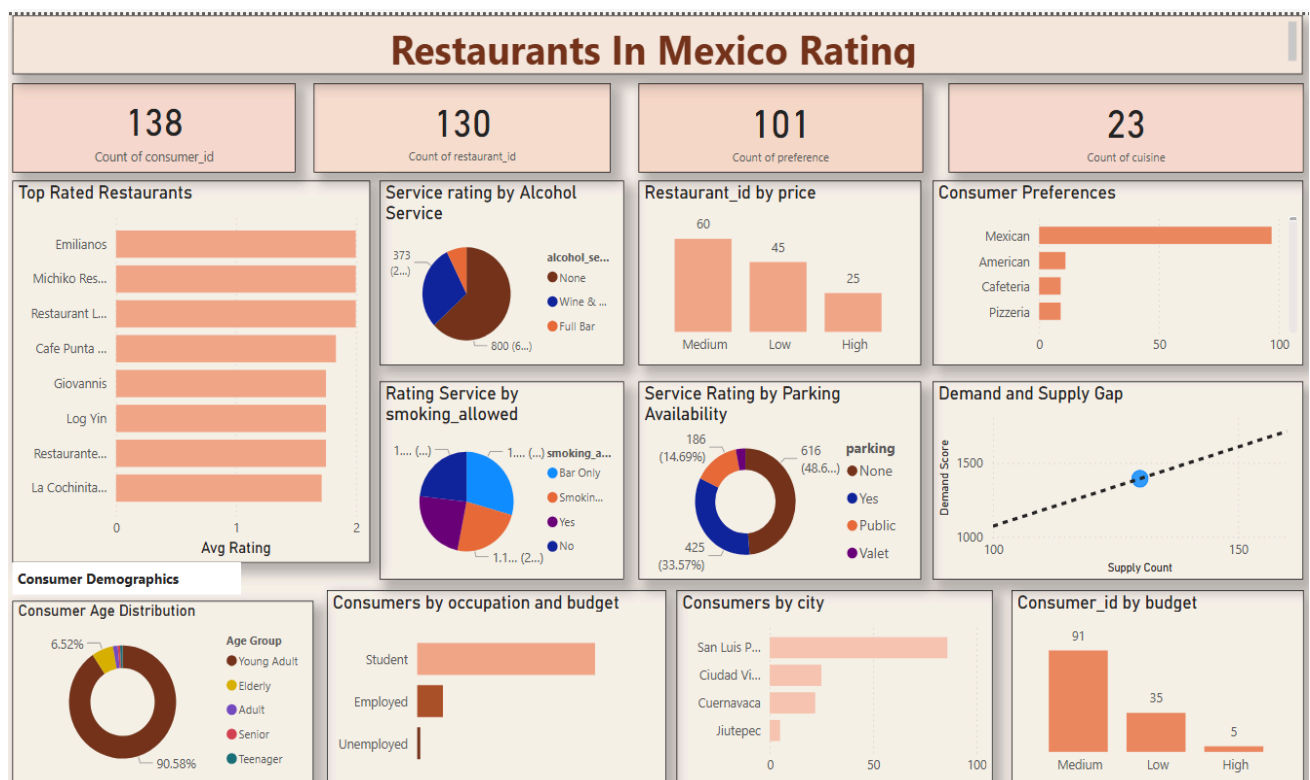 Restaurants In Mexico Rating
138
Count of consumer_id
130
Count of restaurant_id
101
Count of preference
23
Count of cuisine
Top Rated Restaurants
Emilianos
Michiko Res...
Restaurant L...
Cafe Punta ...
Giovannis
Log Yin
Restaurante...
La Cochinita...
0 1 2
Avg Rating
Service rating by Alcohol
Service
373
(2...)
800 (6...)
alcohol_se...
None
Wine & ...
Full Bar
Restaurant_id by price
60
45
25
Medium Low High
Consumer Preferences
Mexican
American
Cafeteria
Pizzeria
0 50 100
Rating Service by
smoking_allowed
1.... (...)
1.... (...)
1.1... (2...)
smoking_a...
Bar Only
Smokin...
Yes
No
Service Rating by Parking
Availability
186
(14.69%)
616
(48.6...)
425
(33.57%)
parking
None
Yes
Public
Valet
Demand and Supply Gap
Demand Score
1500
1000
100 150
Supply Count
Consumer Demographics
Consumer Age Distribution
6.52%
90.58%
Age Group
Young Adult
Elderly
Adult
Senior
Teenager
Consumers by occupation and budget
Student
Employed
Unemployed
Consumers by city
San Luis P...
Ciudad Vi...
Cuernavaca
Jiutepec
0 50 100
Consumer_id by budget
91
35
5
Medium Low High